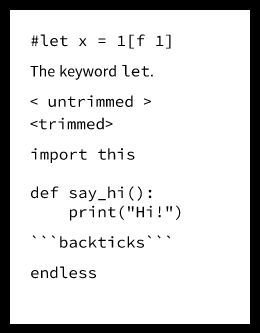 #let x = 1[f 1]
The keyword let.
< untrimmed >
<trimmed>
import this
def say_hi():
    print("Hi!")
```backticks```
endless